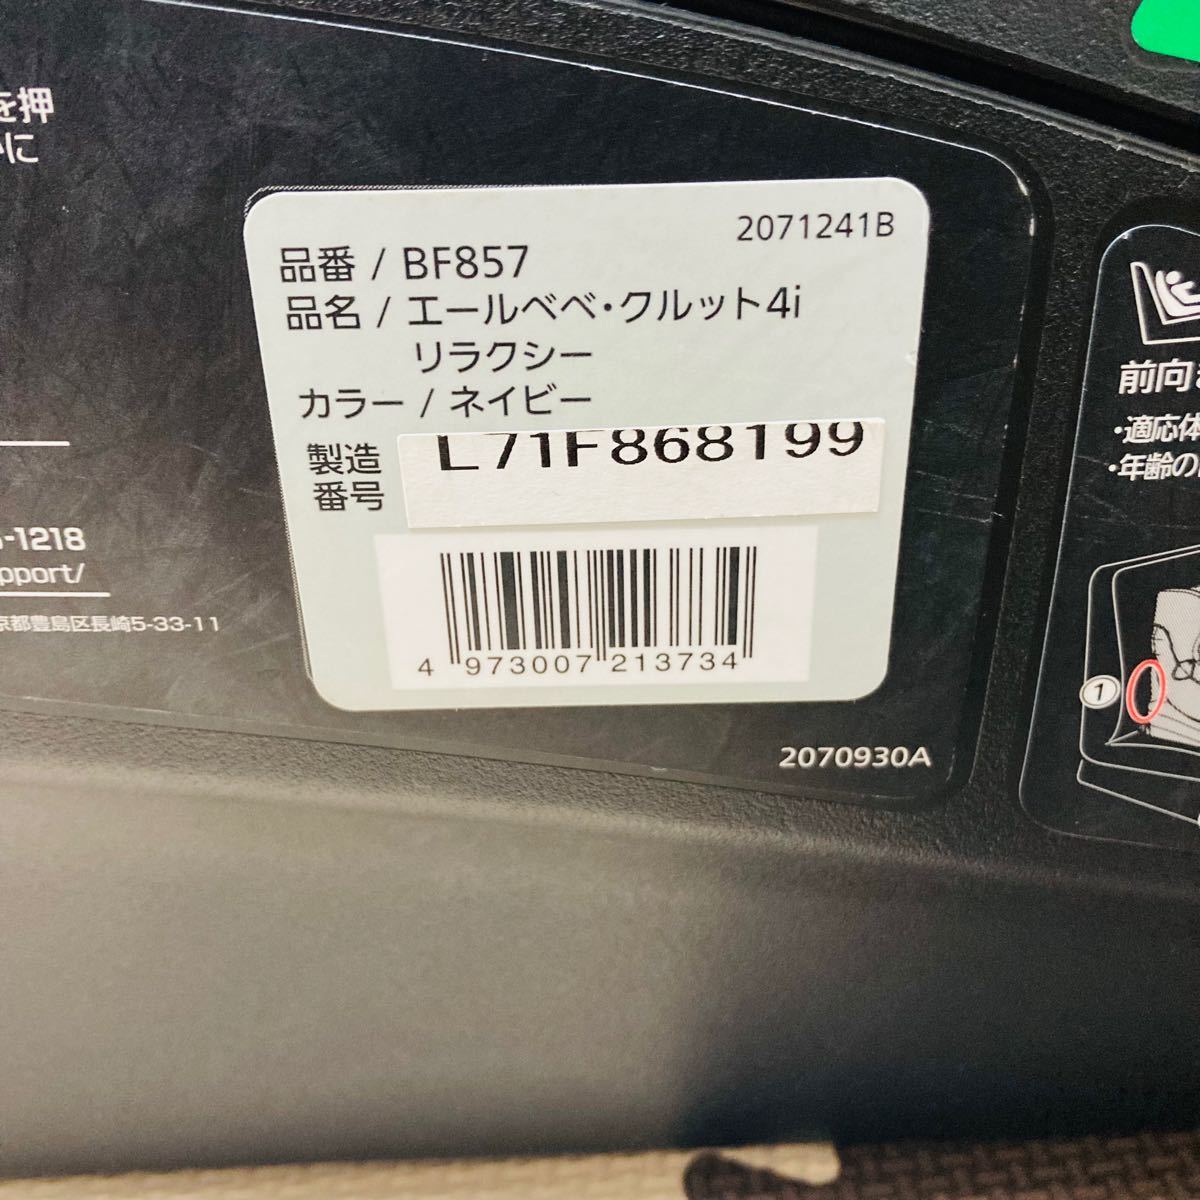 を押
に
2071241B
品番 / BF857
品名 / エールベベ・クルット4i
リラクシー
カラー / ネイビー
製造
番号
L71F868199
4 973007 213734
-1218
pport/
京都豊島区長崎5-33-11
2070930A
前向
・適応体
・年齢の
1